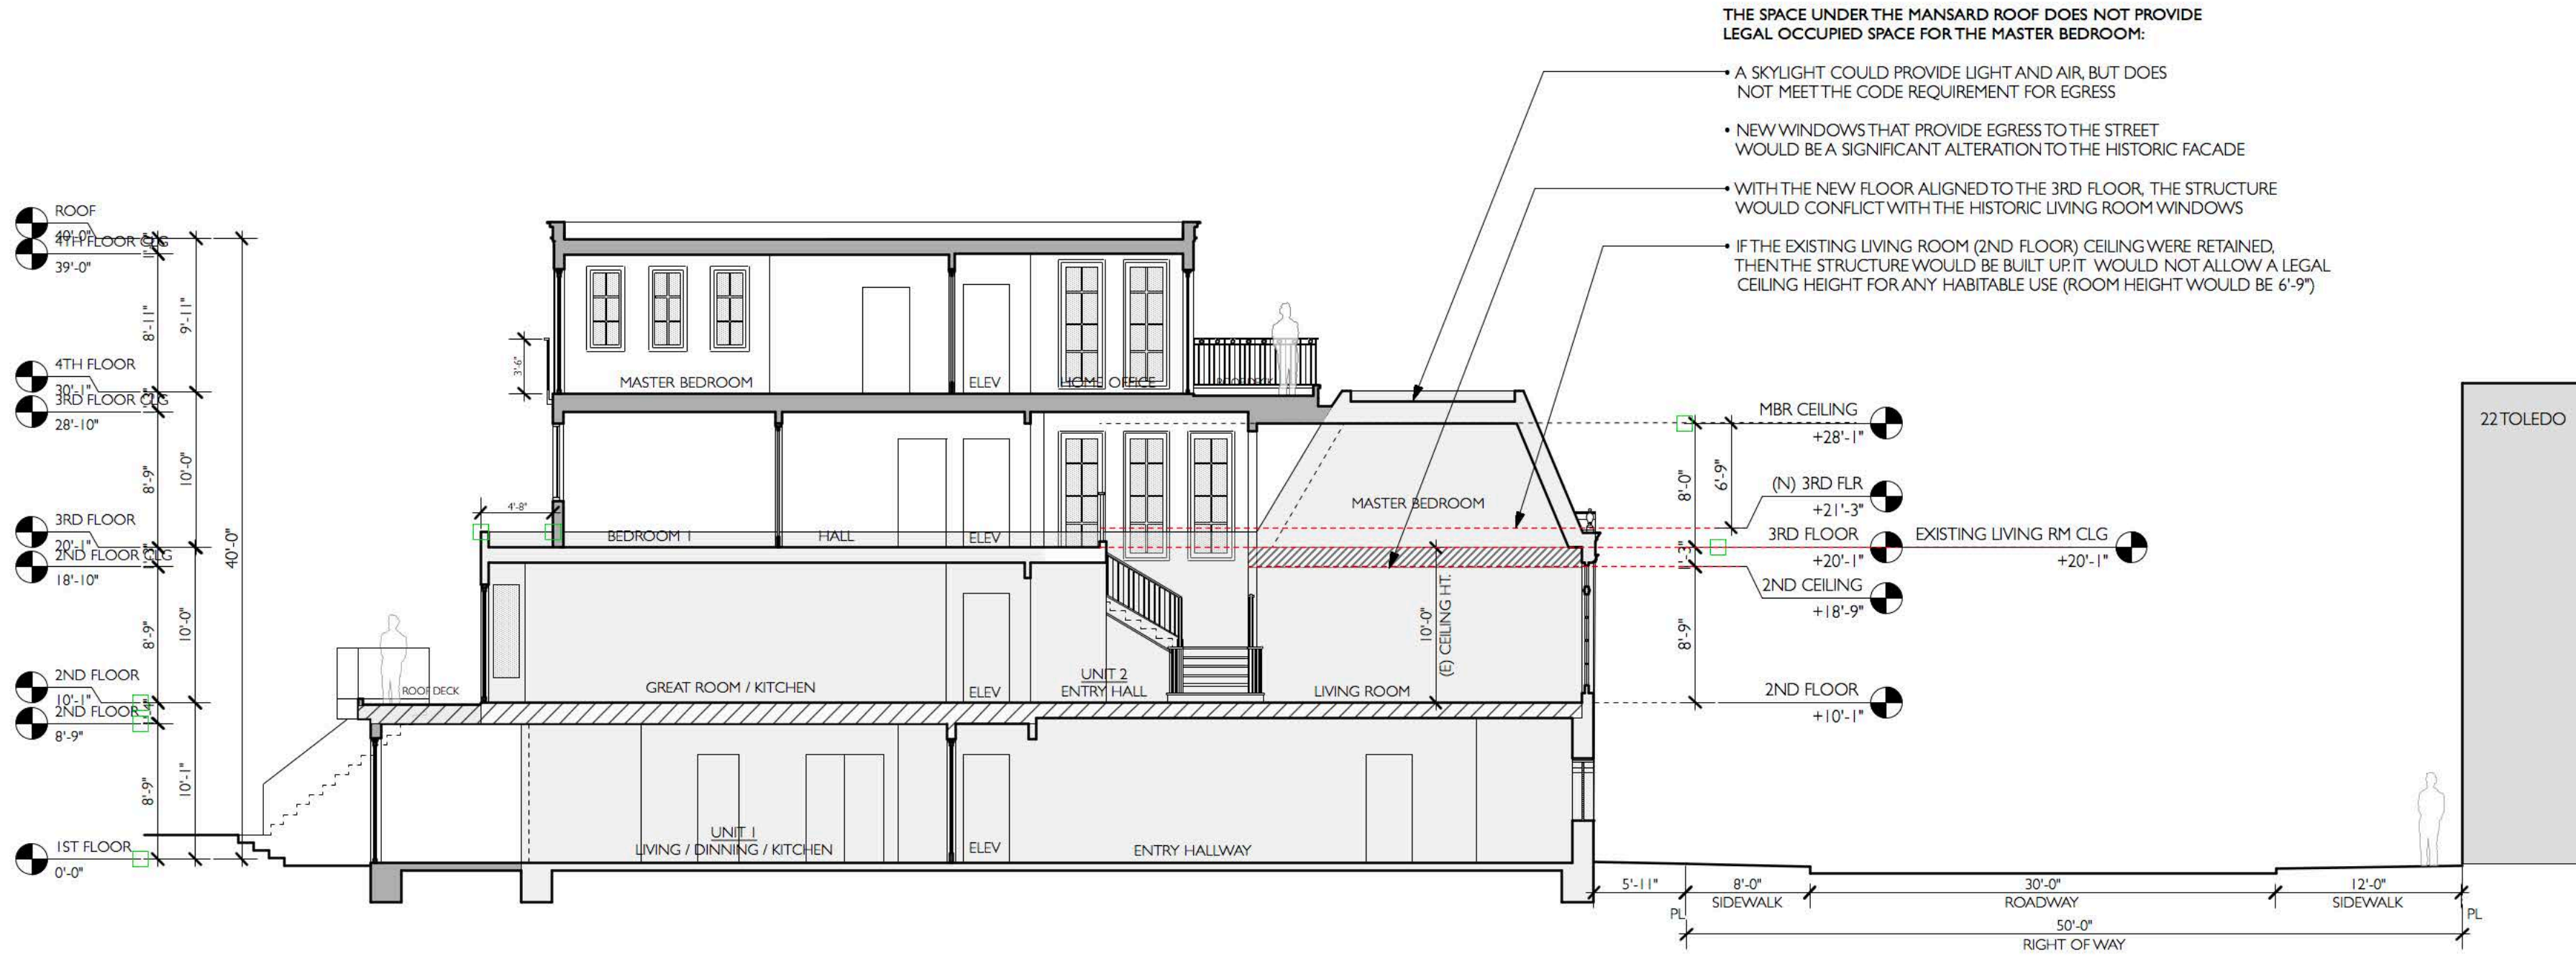 THE SPACE UNDER THE MANSARD ROOF DOES NOT PROVIDE
LEGAL OCCUPIED SPACE FOR THE MASTER BEDROOM:
• A SKYLIGHT COULD PROVIDE LIGHT AND AIR, BUT DOES
NOT MEET THE CODE REQUIREMENT FOR EGRESS
• NEW WINDOWS THAT PROVIDE EGRESS TO THE STREET
WOULD BE A SIGNIFICANT ALTERATION TO THE HISTORIC FACADE
• WITH THE NEW FLOOR ALIGNED TO THE 3RD FLOOR, THE STRUCTURE
WOULD CONFLICT WITH THE HISTORIC LIVING ROOM WINDOWS
• IF THE EXISTING LIVING ROOM (2ND FLOOR) CEILING WERE RETAINED,
THEN THE STRUCTURE WOULD BE BUILT UP. IT WOULD NOT ALLOW A LEGAL
CEILING HEIGHT FOR ANY HABITABLE USE (ROOM HEIGHT WOULD BE 6'-9")
ROOF
40'-0"
4TH FLOOR CLG
39'-0"
8'-11"
9'-11"
4TH FLOOR
30'-1"
3RD FLOOR CLG
28'-10"
8'-9"
10'-0"
3RD FLOOR
20'-1"
2ND FLOOR CLG
18'-10"
40'-0"
8'-9"
10'-0"
2ND FLOOR
10'-1"
2ND FLOOR
8'-9"
8'-9"
10'-1"
1ST FLOOR
0'-0"
3'-6"
MASTER BEDROOM
ELEV
HOME OFFICE
ROOF DECK
4'-8"
BEDROOM 1
HALL
ELEV
MASTER BEDROOM
ROOF DECK
GREAT ROOM / KITCHEN
ELEV
UNIT 2
ENTRY HALL
LIVING ROOM
10'-0"
(E) CEILING HT.
UNIT 1
LIVING / DINNING / KITCHEN
ELEV
ENTRY HALLWAY
MBR CEILING
+28'-1"
8'-0"
6'-9"
(N) 3RD FLR
+21'-3"
3RD FLOOR
+20'-1"
EXISTING LIVING RM CLG
+20'-1"
1'-3"
2ND CEILING
+18'-9"
8'-9"
2ND FLOOR
+10'-1"
22 TOLEDO
5'-11"
8'-0"
SIDEWALK
30'-0"
ROADWAY
12'-0"
SIDEWALK
PL
PL
50'-0"
RIGHT OF WAY